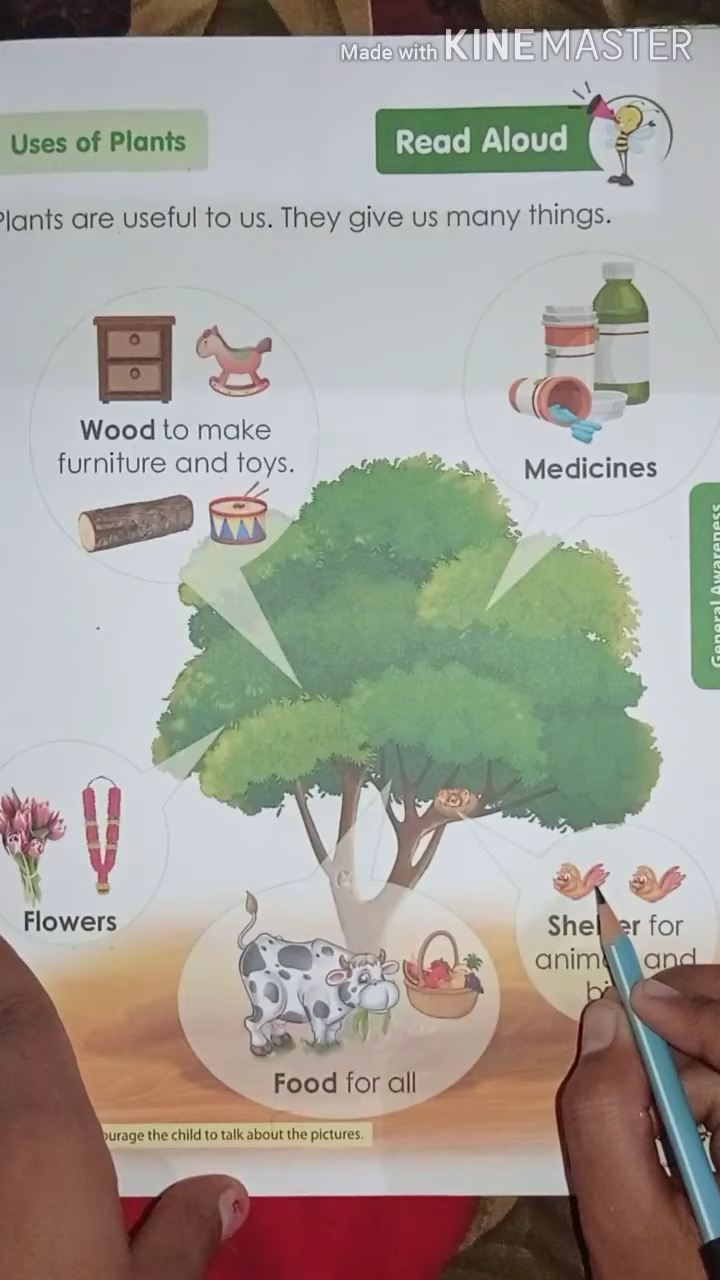 Made with KINEMASTER
Uses of Plants
Read Aloud
Plants are useful to us. They give us many things.
Wood to make
furniture and toys.
Medicines
General Awareness
Flowers
for
and
Food for all
the child to talk about the pictures.